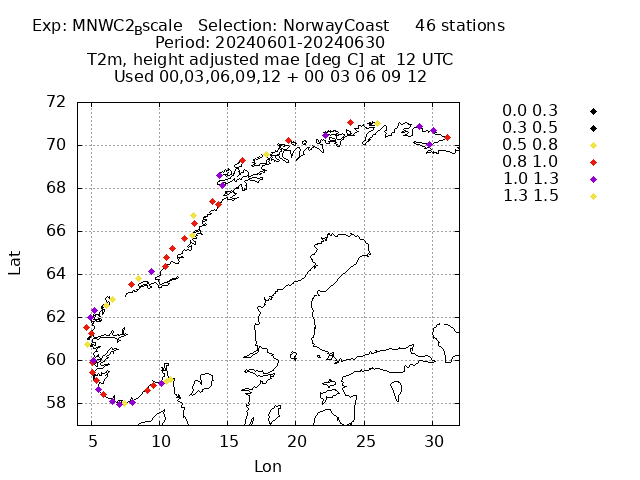 Exp: MNWC2Bscale Selection: NorwayCoast 46 stations
Period: 20240601-20240630
T2m, height adjusted mae [deg C] at 12 UTC
Used 00,03,06,09,12 + 00 03 06 09 12
72
70
68
66
64
62
60
58
Lat
5 10 15 20 25 30
Lon
0.0 0.3
0.3 0.5
0.5 0.8
0.8 1.0
1.0 1.3
1.3 1.5